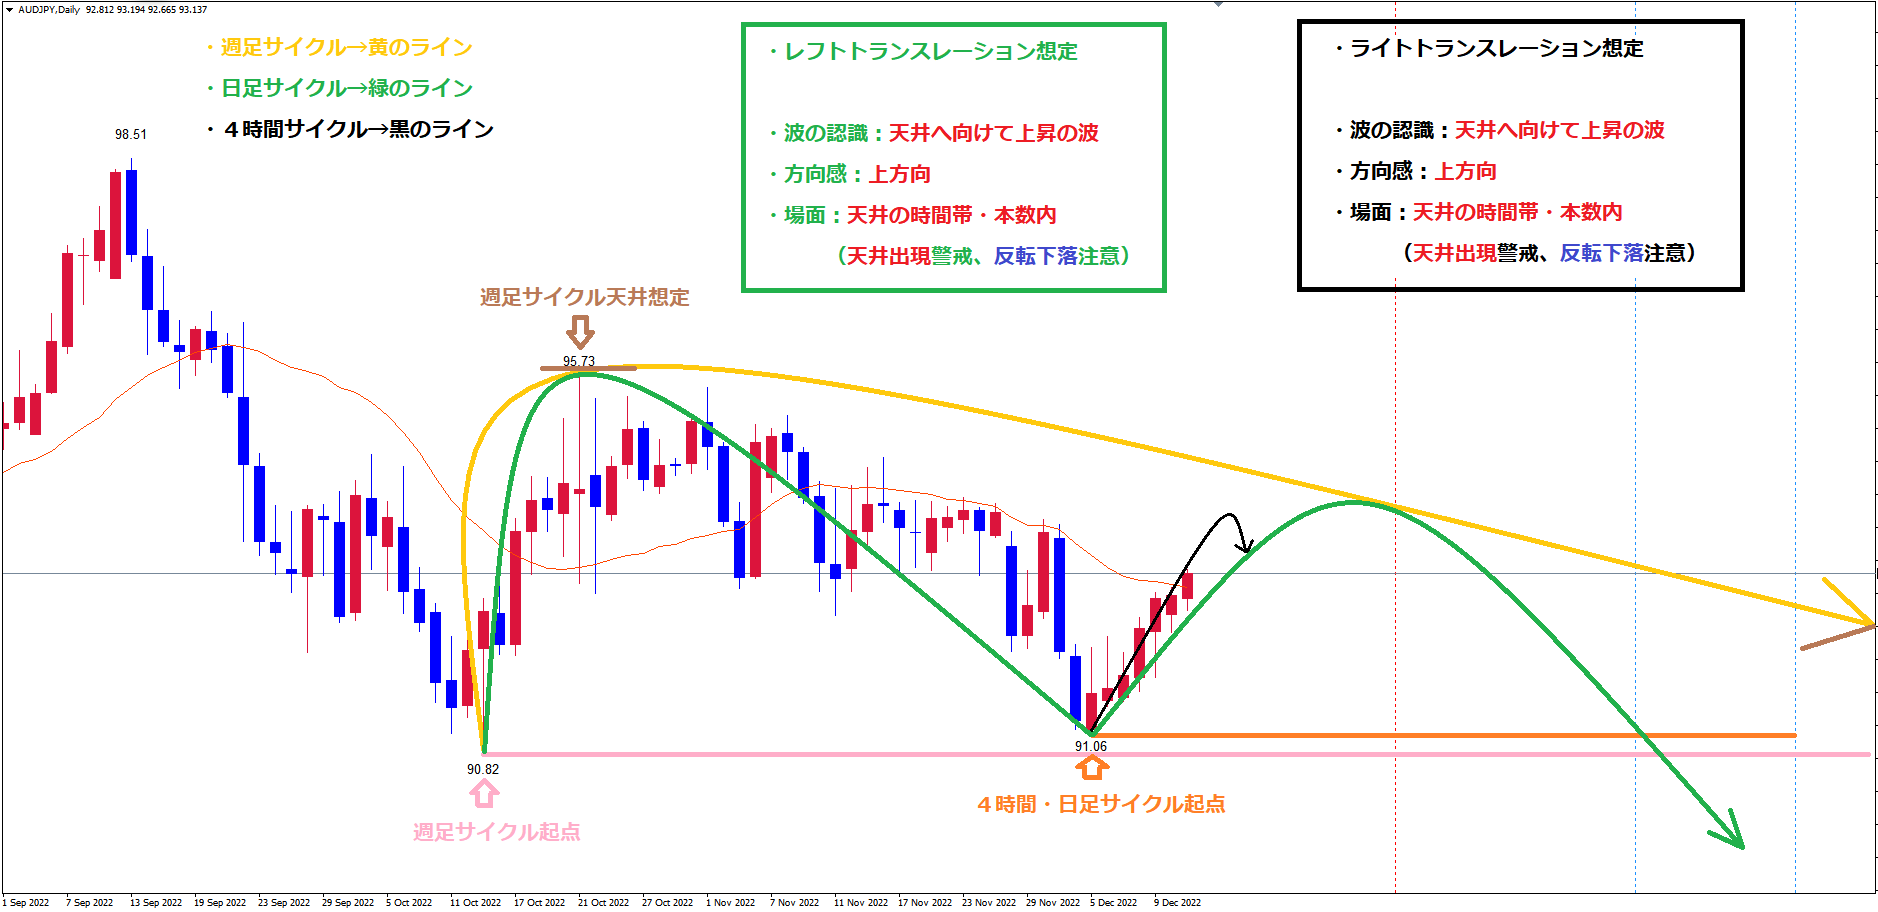 AUDJPY,Daily 92.812 93.194 92.665 93.137
・週足サイクル→黄のライン
・日足サイクル→緑のライン
・４時間サイクル→黒のライン
・レフトトランスレーション想定
・波の認識：天井へ向けて上昇の波
・方向感：上方向
・場面：天井の時間帯・本数内
（天井出現警戒、反転下落注意）
・ライトトランスレーション想定
・波の認識：天井へ向けて上昇の波
・方向感：上方向
・場面：天井の時間帯・本数内
（天井出現警戒、反転下落注意）
98.51
週足サイクル天井想定
95.73
91.06
90.82
４時間・日足サイクル起点
週足サイクル起点
1 Sep 2022 7 Sep 2022 13 Sep 2022 19 Sep 2022 23 Sep 2022 29 Sep 2022 5 Oct 2022 11 Oct 2022 17 Oct 2022 21 Oct 2022 27 Oct 2022 1 Nov 2022 7 Nov 2022 11 Nov 2022 17 Nov 2022 23 Nov 2022 29 Nov 2022 5 Dec 2022 9 Dec 2022